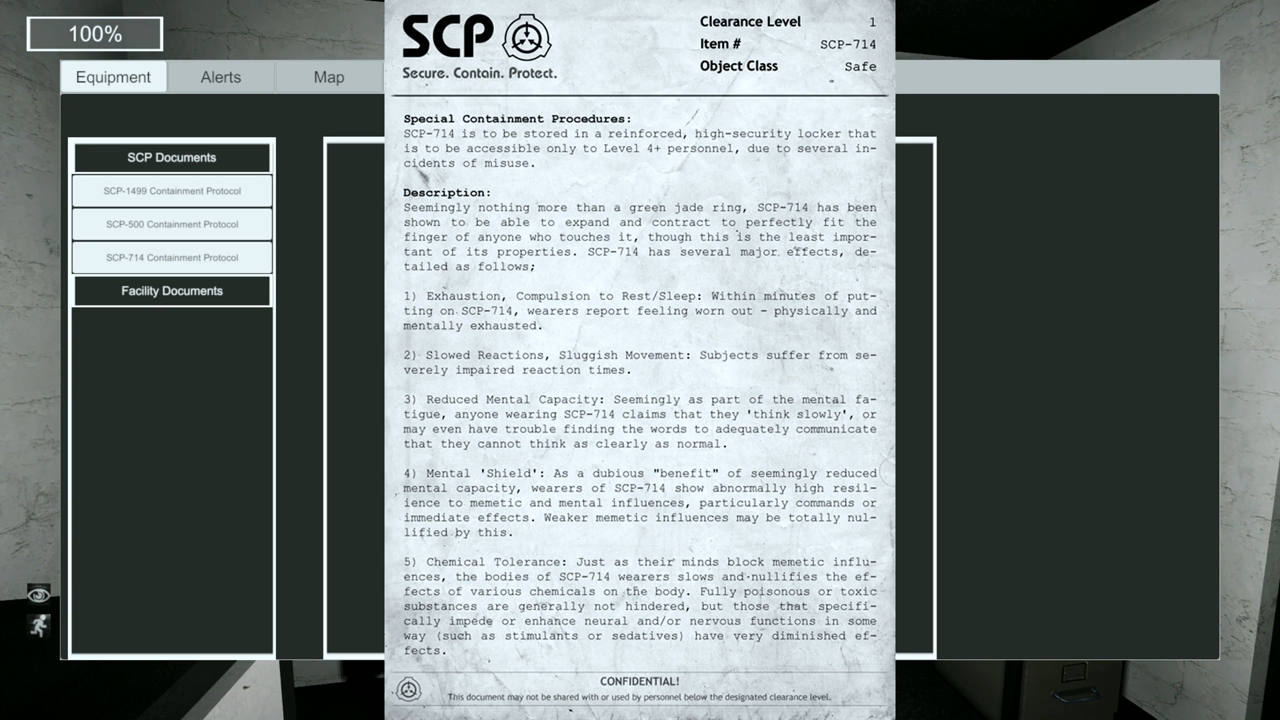 100%
Equipment
Alerts
Map
SCP Documents
SCP-1499 Containment Protocol
SCP-500 Containment Protocol
SCP-714 Containment Protocol
Facility Documents
SCP
Secure. Contain. Protect.
Clearance Level 1
Item # SCP-714
Object Class Safe
Special Containment Procedures:
SCP-714 is to be stored in a reinforced, high-security locker that
is to be accessible only to Level 4+ personnel, due to several in-
cidents of misuse.
Description:
Seemingly nothing more than a green jade ring, SCP-714 has been
shown to be able to expand and contract to perfectly fit the
finger of anyone who touches it, though this is the least impor-
tant of its properties. SCP-714 has several major effects, de-
tailed as follows;
1) Exhaustion, Compulsion to Rest/Sleep: Within minutes of put-
ting on SCP-714, wearers report feeling worn out - physically and
mentally exhausted.
2) Slowed Reactions, Sluggish Movement: Subjects suffer from se-
verely impaired reaction times.
3) Reduced Mental Capacity: Seemingly as part of the mental fa-
tigue, anyone wearing SCP-714 claims that they 'think slowly', or
may even have trouble finding the words to adequately communicate
that they cannot think as clearly as normal.
4) Mental 'Shield': As a dubious "benefit" of seemingly reduced
mental capacity, wearers of SCP-714 show abnormally high resil-
ience to memetic and mental influences, particularly commands or
immediate effects. Weaker memetic influences may be totally nul-
lified by this.
5) Chemical Tolerance: Just as their minds block memetic influ-
ences, the bodies of SCP-714 wearers slows and nullifies the ef-
fects of various chemicals on the body. Fully poisonous or toxic
substances are generally not hindered, but those that specifi-
cally impede or enhance neural and/or nervous functions in some
way (such as stimulants or sedatives) have very diminished ef-
fects.
CONFIDENTIAL!
This document may not be shared with or used by personnel below the designated clearance level.